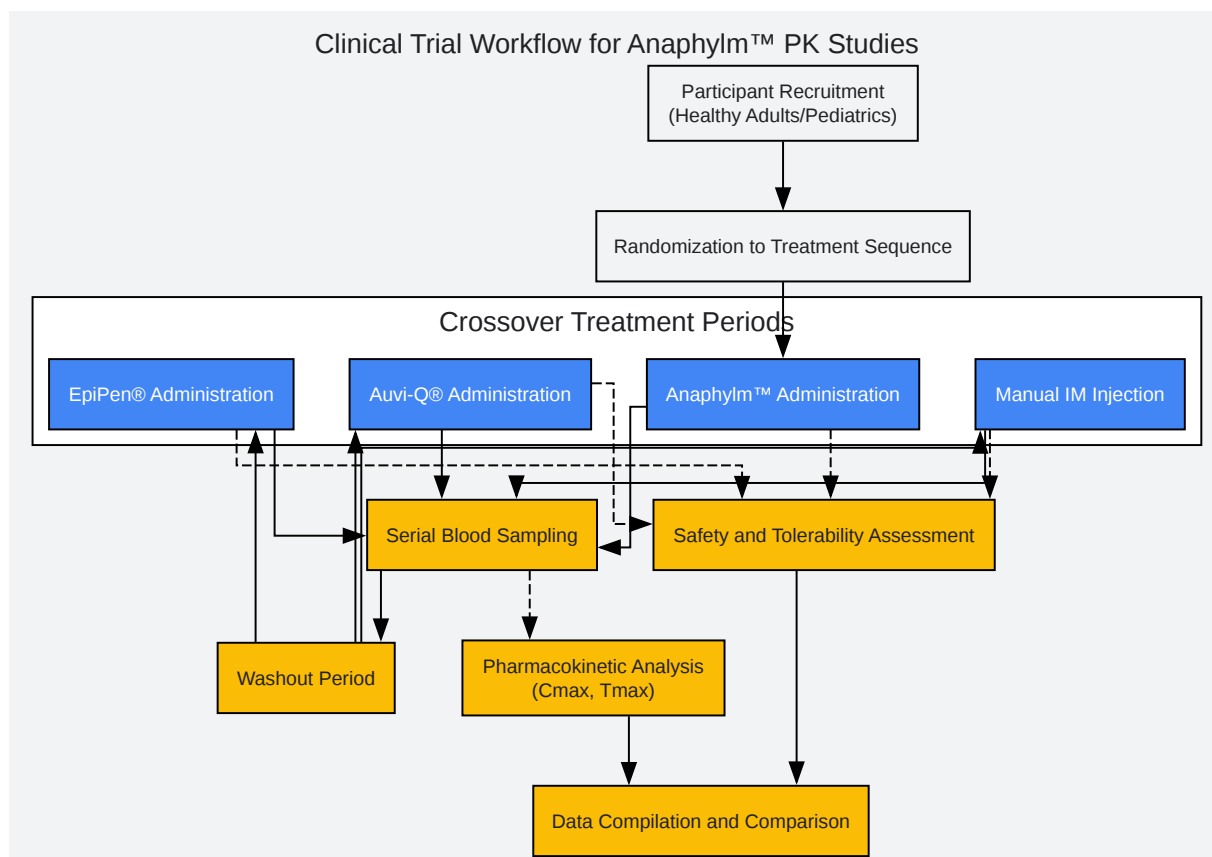 Clinical Trial Workflow for Anaphylm™ PK Studies
Participant Recruitment
(Healthy Adults/Pediatrics)
Randomization to Treatment Sequence
Crossover Treatment Periods
EpiPen® Administration
Auvi-Q® Administration
Anaphylm™ Administration
Manual IM Injection
Serial Blood Sampling
Safety and Tolerability Assessment
Washout Period
Pharmacokinetic Analysis
(Cmax, Tmax)
Data Compilation and Comparison